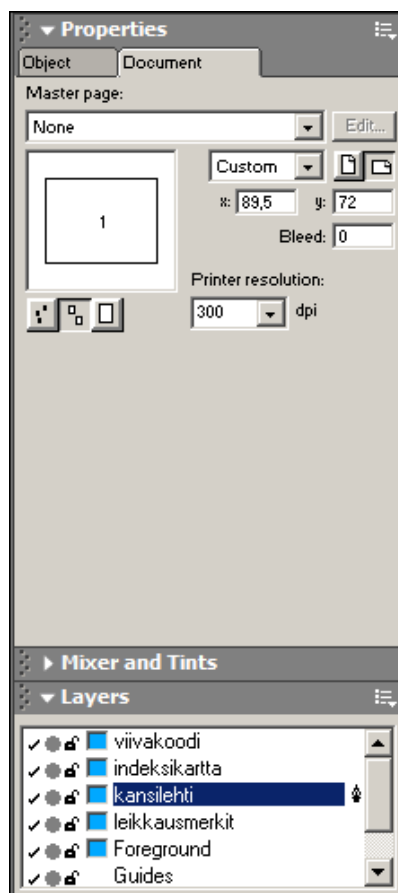 Properties
Object Document
Master page:
None Edit...
Custom
1
x: 89,5 y: 72
Bleed: 0
Printer resolution:
300 dpi
Mixer and Tints
Layers
viivakoodi
indeksikartta
kansilehti
leikkausmerkit
Foreground
Guides